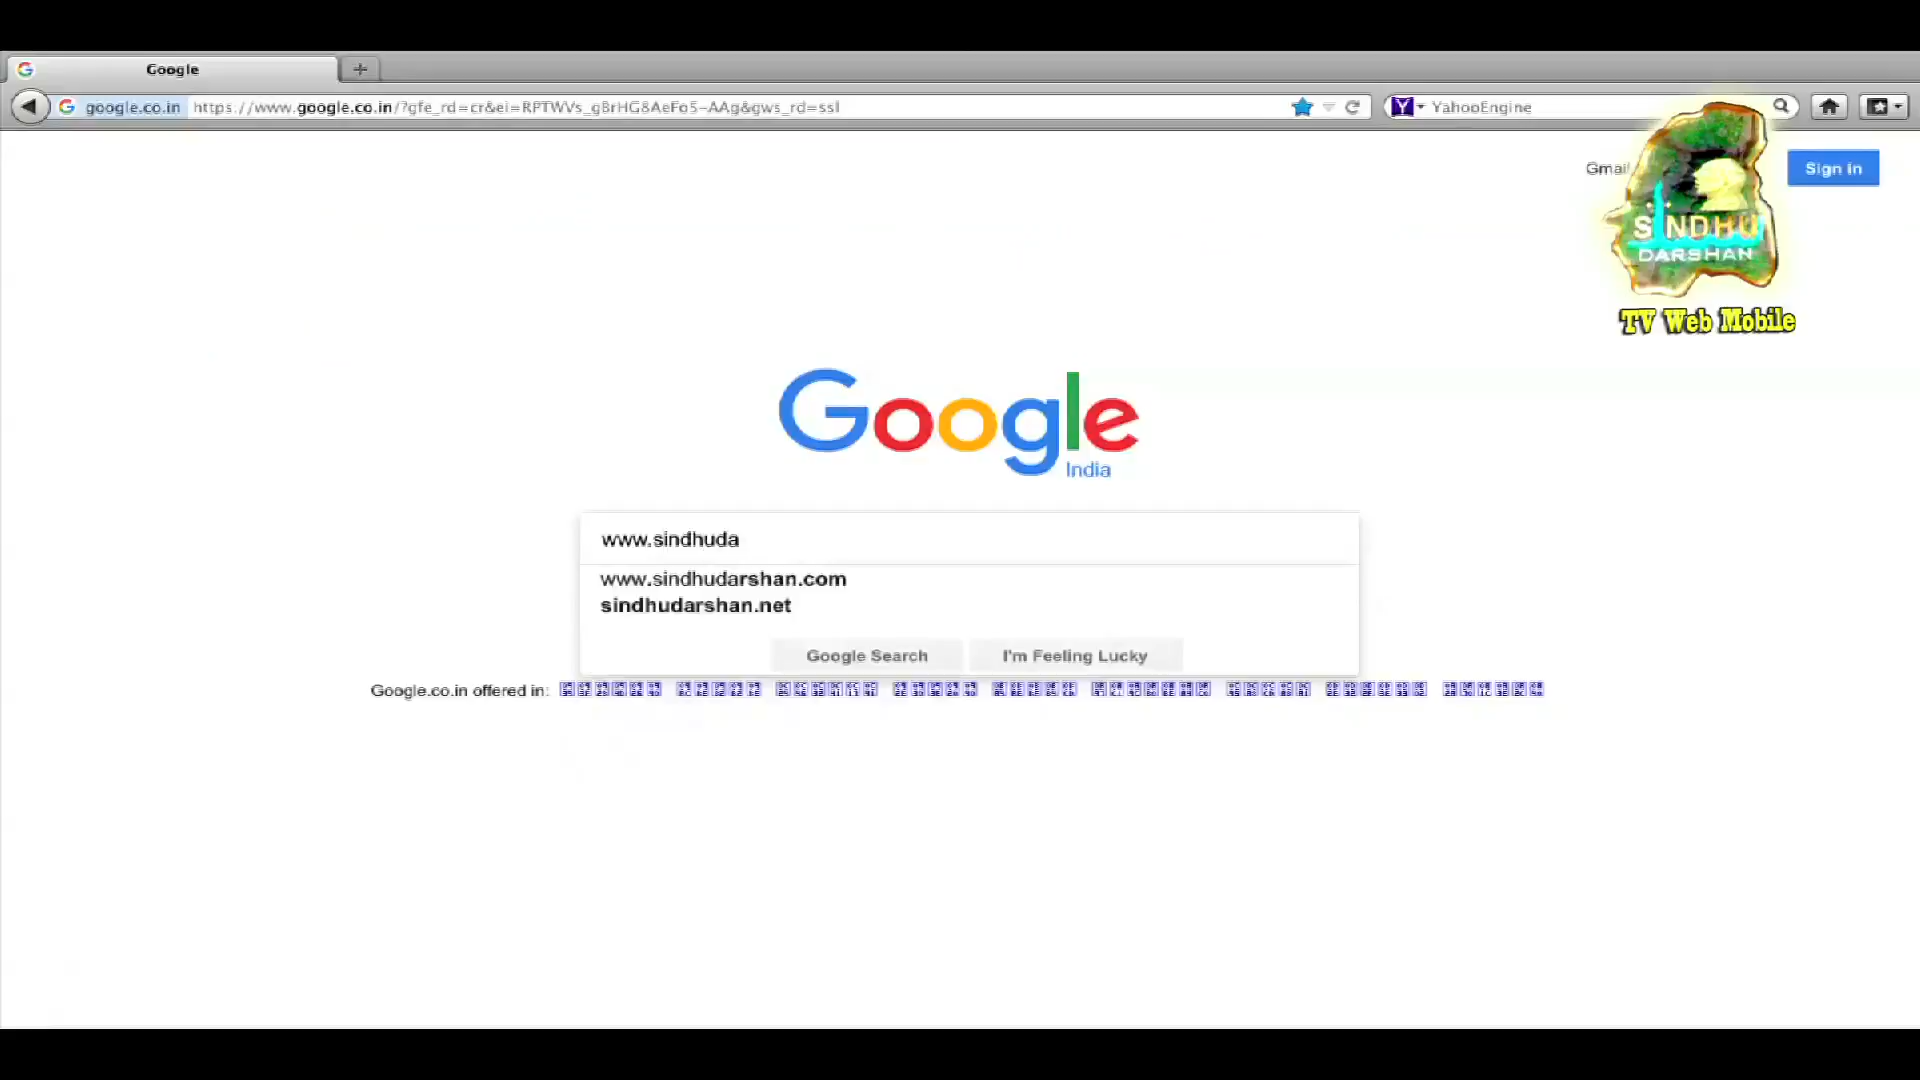 Google
google.co.in https://www.google.co.in/?gfe_rd=cr&ei=RPTWVs_gBrHG8AeFo5-AAg&gws_rd=ssl
YahooEngine
Gmail
Sign in
SINDHU
DARSHAN
TV Web Mobile
Google
India
www.sindhuda
www.sindhudarshan.com
sindhudarshan.net
Google Search
I'm Feeling Lucky
Google.co.in offered in: